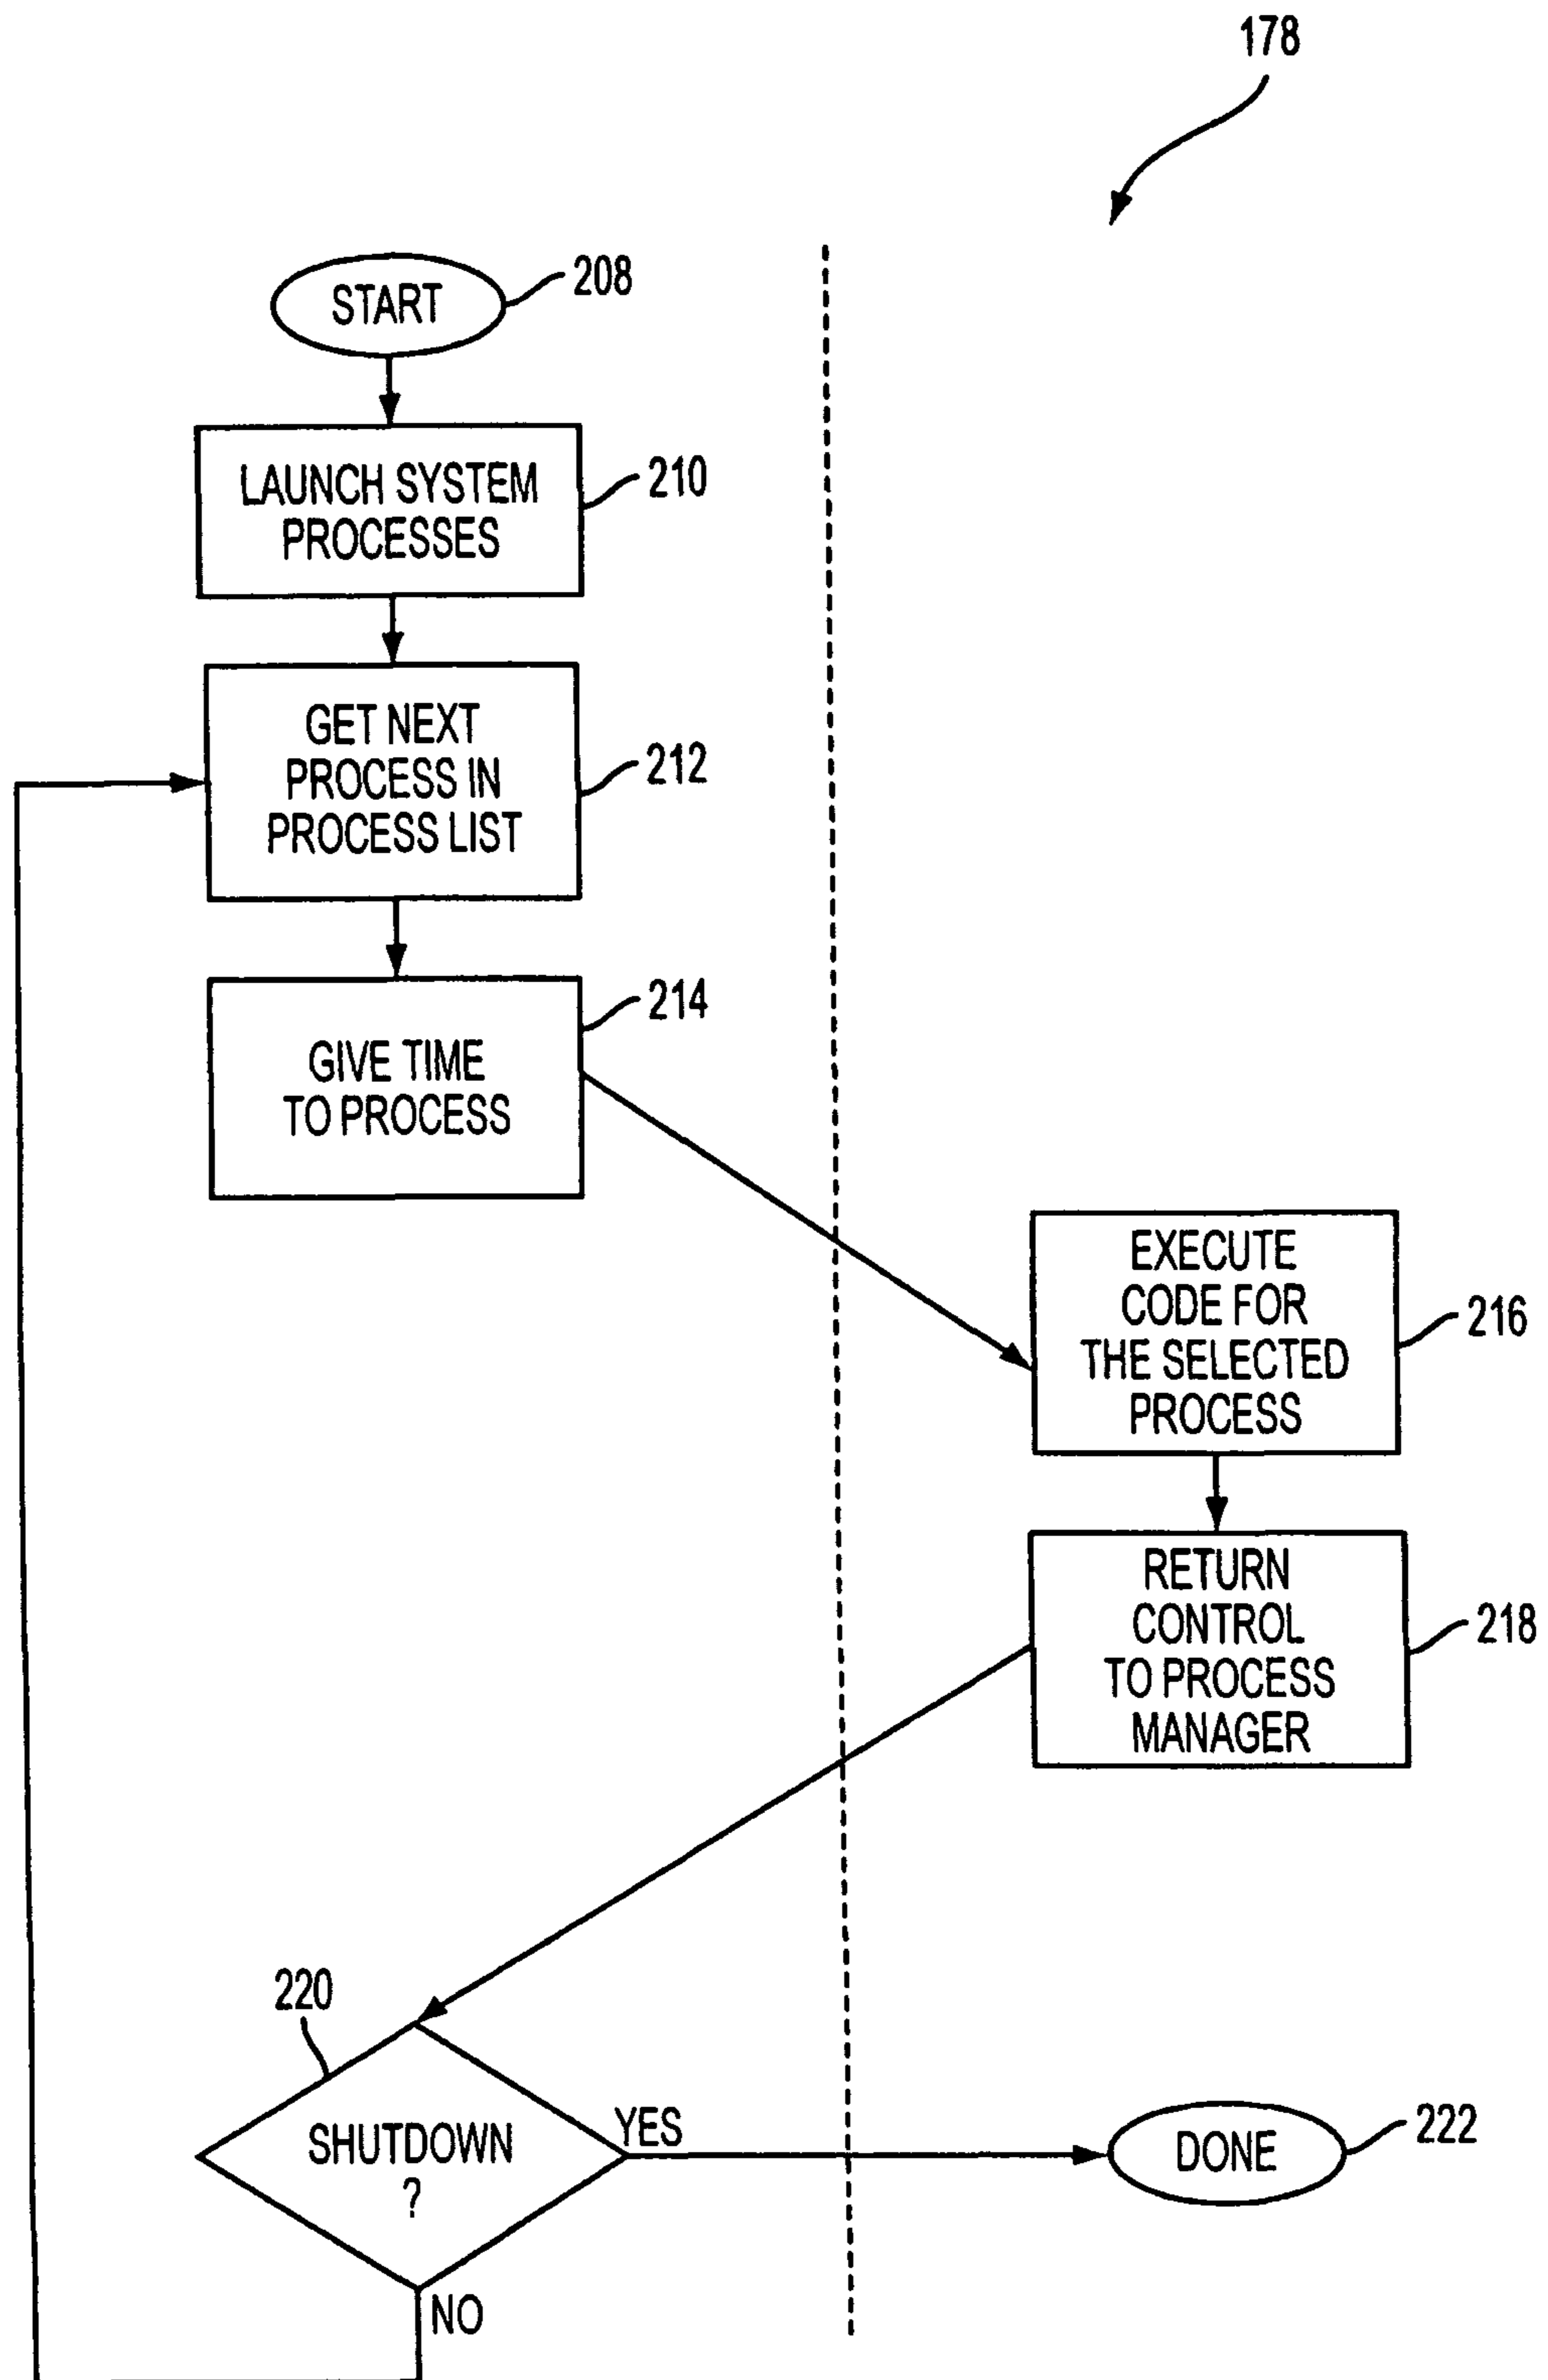 178
START
208
LAUNCH SYSTEM
PROCESSES
210
GET NEXT
PROCESS IN
PROCESS LIST
212
GIVE TIME
TO PROCESS
214
EXECUTE
CODE FOR
THE SELECTED
PROCESS
216
RETURN
CONTROL
TO PROCESS
MANAGER
218
220
SHUTDOWN
?
YES
NO
DONE
222